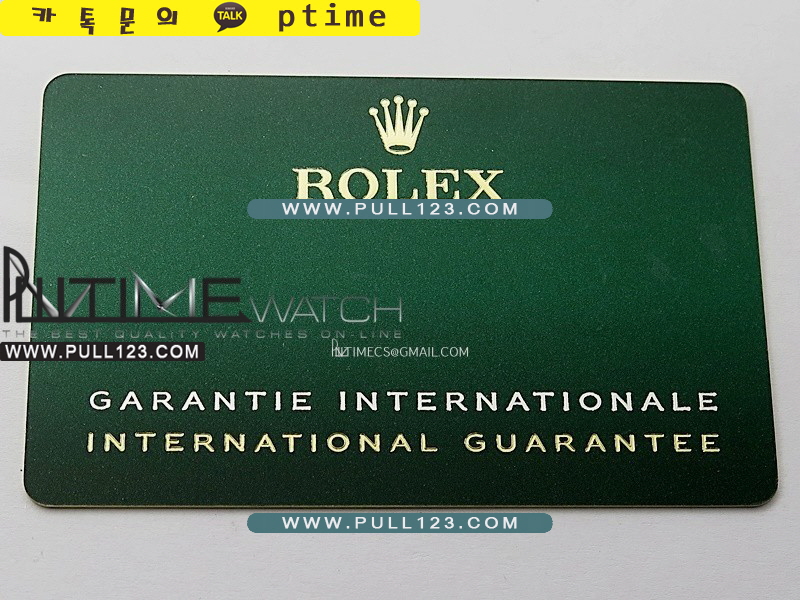 카톡문의 TALK ptime
ROLEX
WWW.PULL123.COM
PWTIMEWATCH
THE BEST QUALITY WATCHES ON-LINE
WWW.PULL123.COM
TIMECS@GMAIL.COM
GARANTIE INTERNATIONALE
INTERNATIONAL GUARANTEE
WWW.PULL123.COM